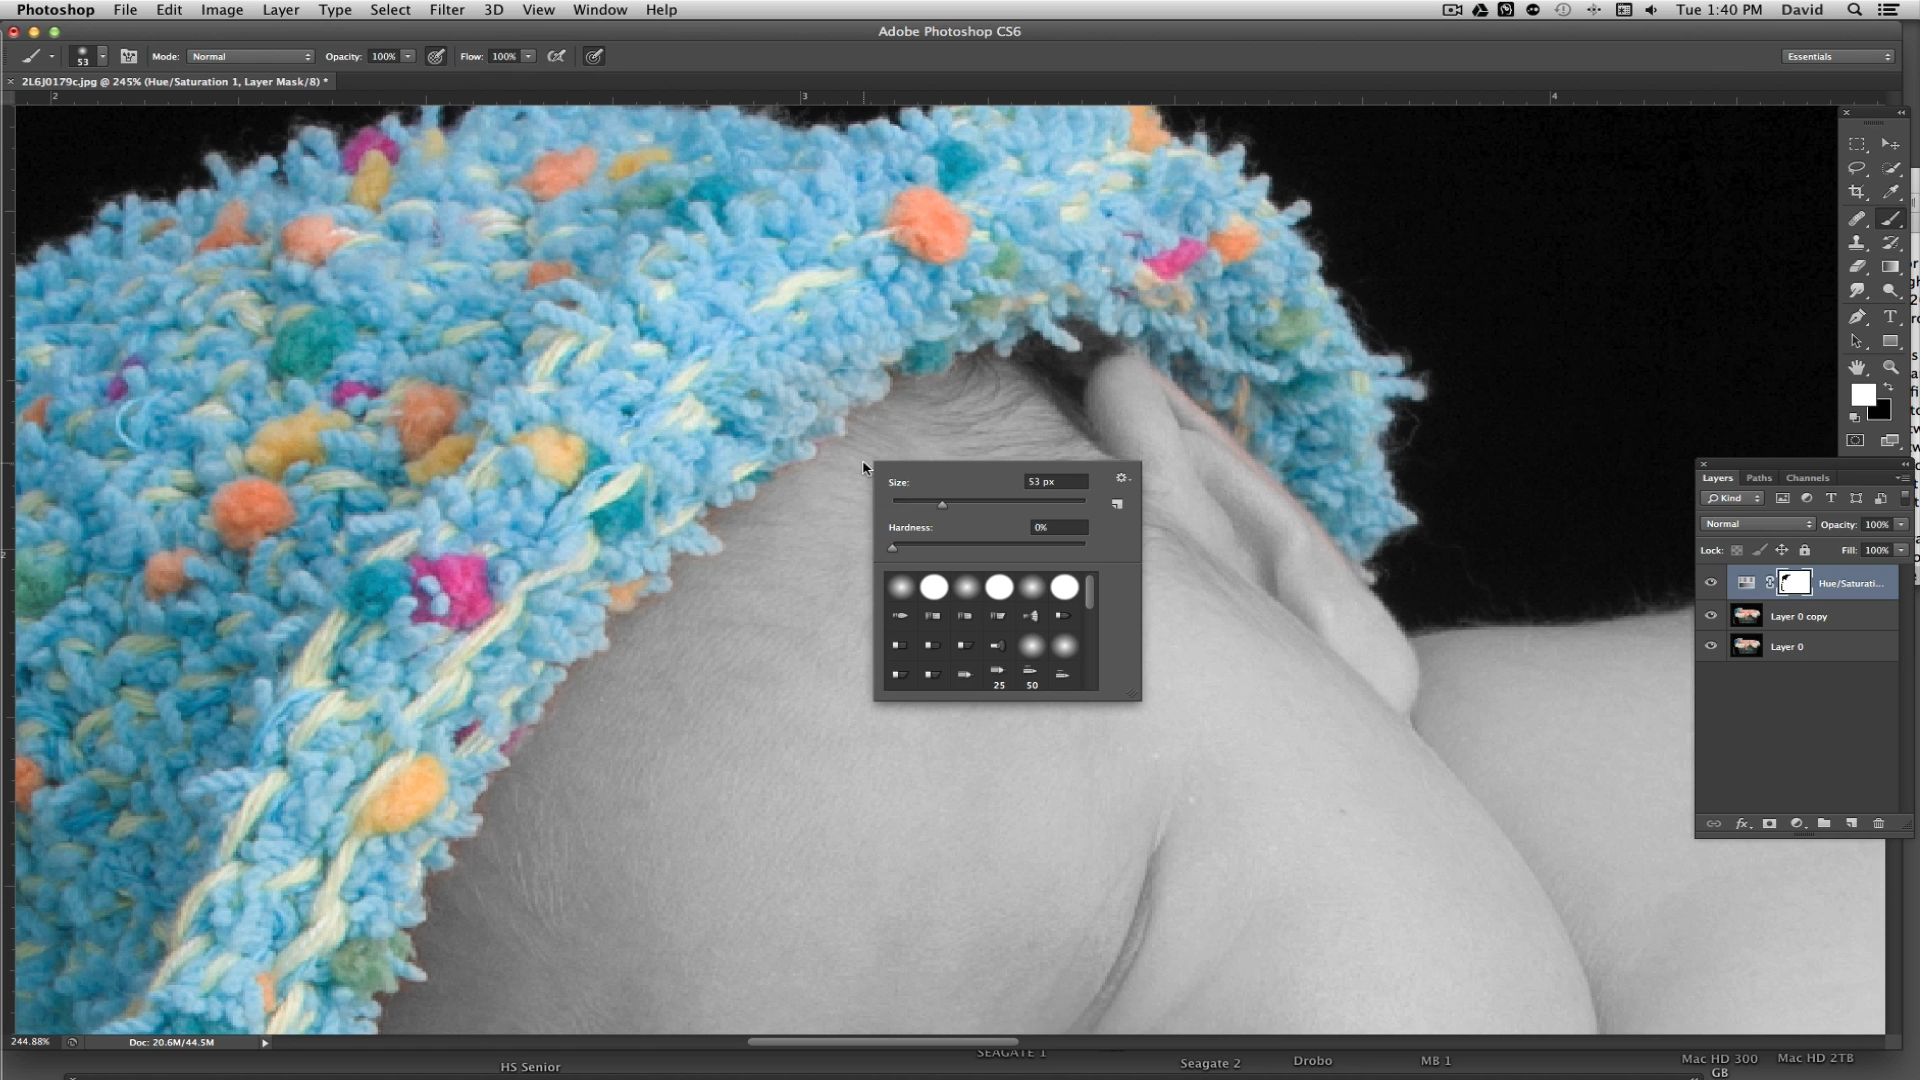 Photoshop File Edit Image Layer Type Select Filter 3D View Window Help
Tue 1:40 PM David
Adobe Photoshop CS6
53 Mode: Normal Opacity: 100% Flow: 100% Essentials
2L6J0179c.jpg @ 245% (Hue/Saturation 1, Layer Mask/8) *
2 3 4
Size: 53 px
Hardness: 0%
25 50
2
Layers Paths Channels
Kind
Normal Opacity: 100%
Lock: Fill: 100%
Hue/Saturati...
Layer 0 copy
Layer 0
fx
244.88% Doc: 20.6M/44.5M
HS Senior
SEAGATE 1
Seagate 2
Drobo
MB 1
Mac HD 300
GB
Mac HD 2TB